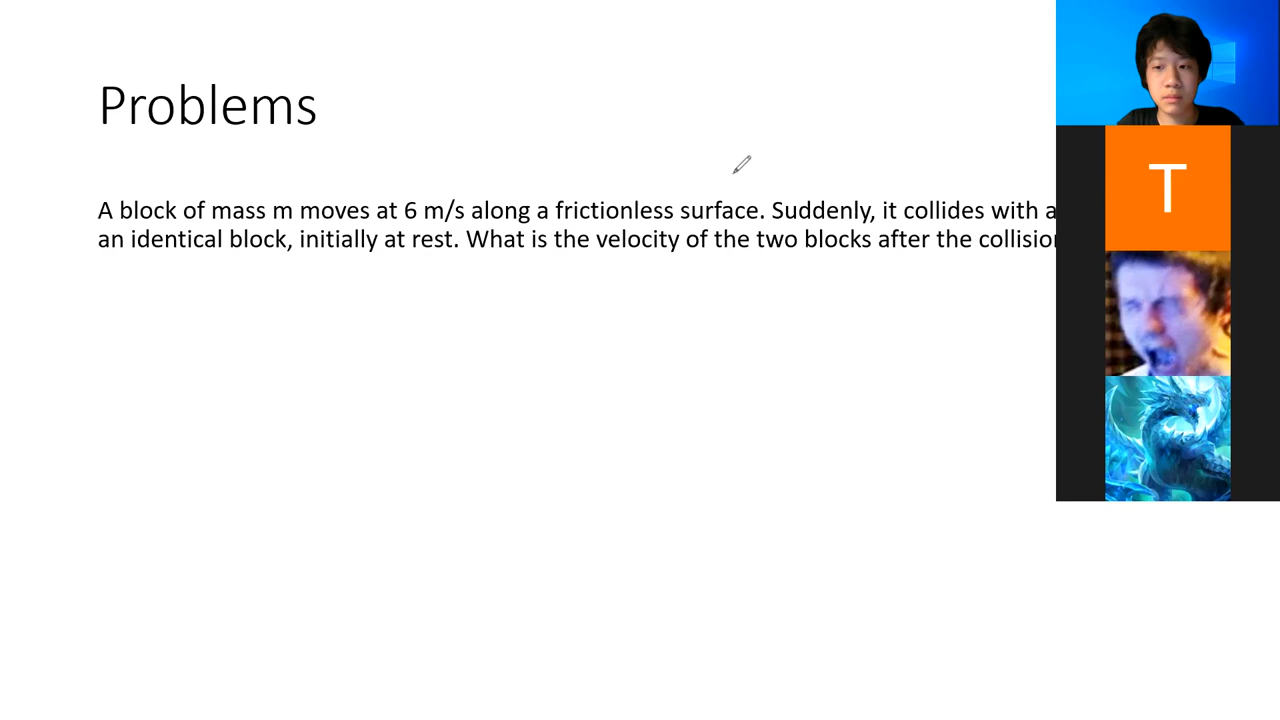 Problems
A block of mass m moves at 6 m/s along a frictionless surface. Suddenly, it collides with a
an identical block, initially at rest. What is the velocity of the two blocks after the collision
T